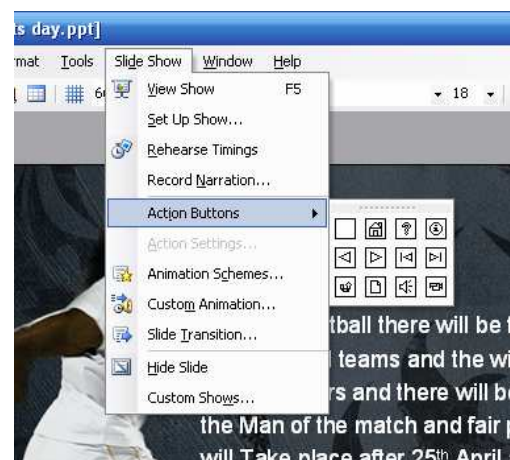 ts day.ppt]
rmat Tools Slide Show Window Help
View Show F5
18
Set Up Show...
Rehearse Timings
Record Narration...
Action Buttons
Action Settings...
Animation Schemes...
Custom Animation...
Slide Transition...
Hide Slide
Custom Shows...
tball there will be
teams and the wi
rs and there will b
the Man of the match and fair
will Take place after 25th April